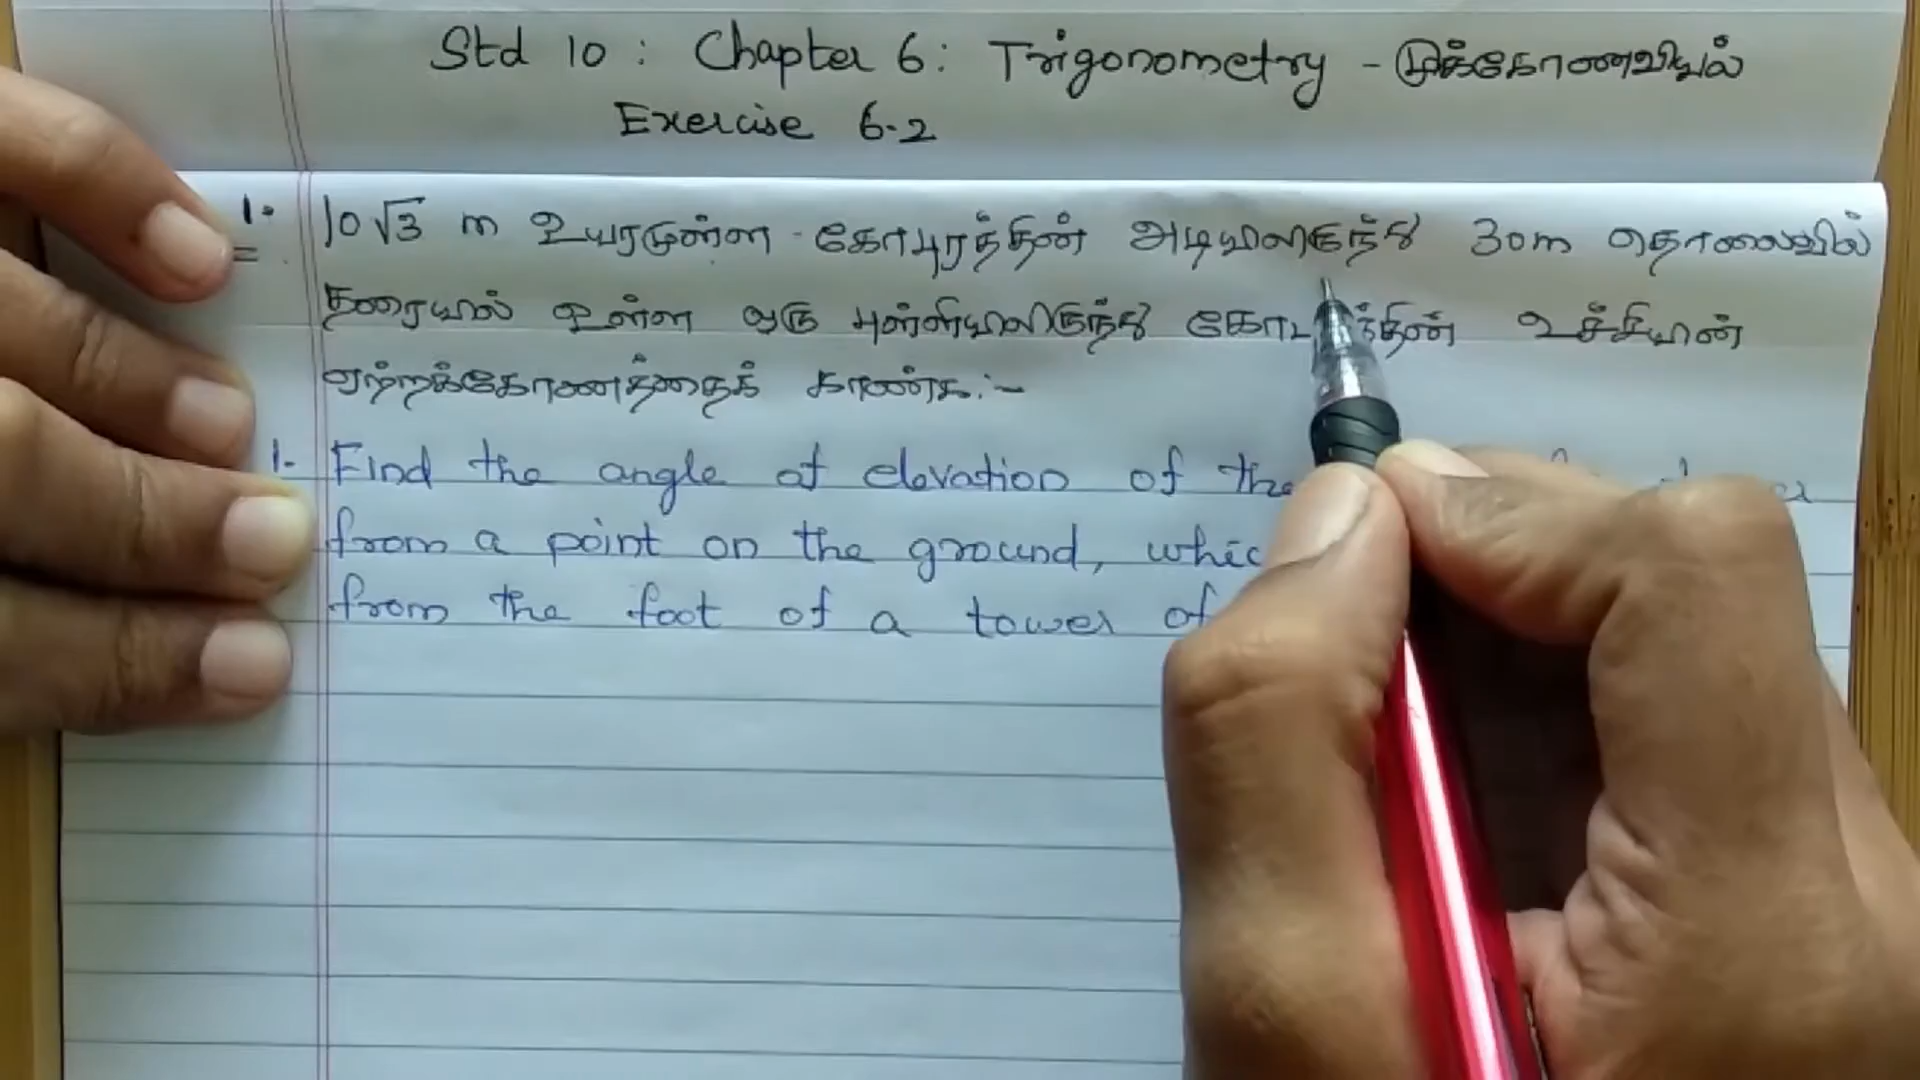 Std 10 : Chapter 6 : Trigonometry - முக்கோணவியல்
Exercise 6.2
1. 10√3 m உயரமுள்ள கோபுரத்தின் அடியிலிருந்து 30m தொலைவில்
தரையில் உள்ள ஒரு புள்ளியிலிருந்து உச்சியின்
ஏற்றக்கோணத்தைக் காண்க:-
1. Find the angle of elevation of the
from a point on the ground,
from the foot of a tower of